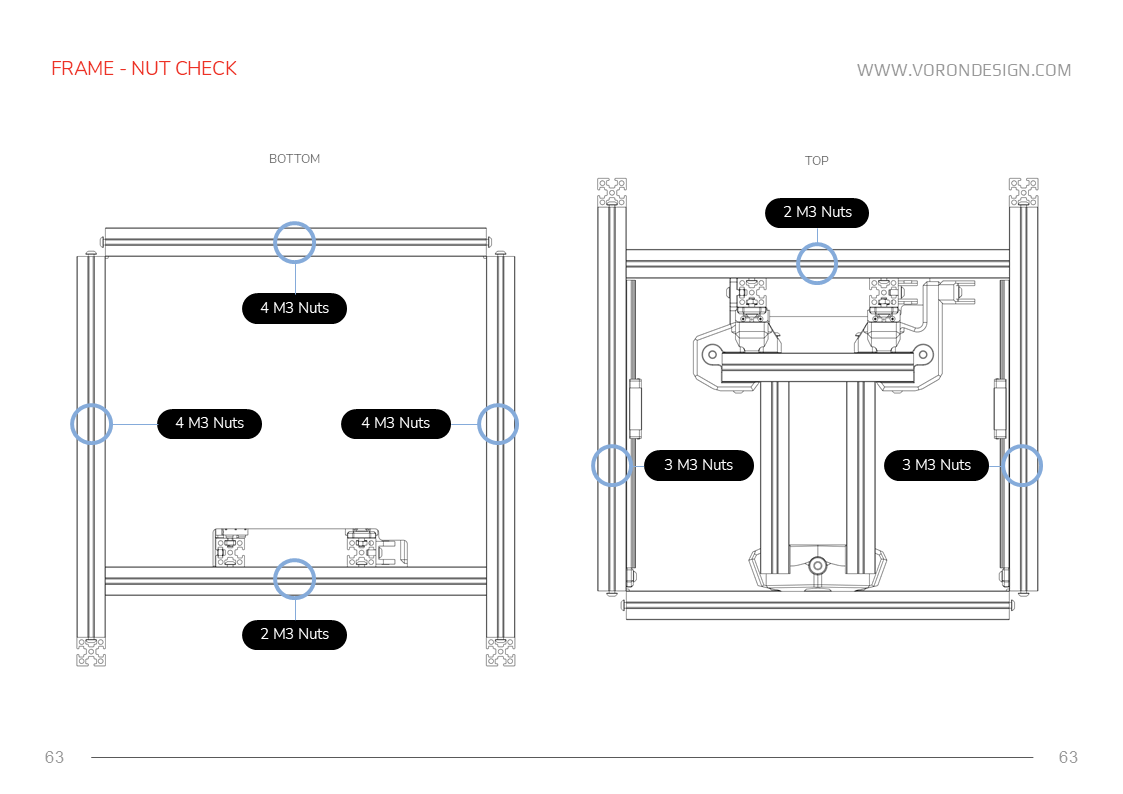 FRAME - NUT CHECK
WWW.VORONDESIGN.COM
BOTTOM
4 M3 Nuts
4 M3 Nuts
4 M3 Nuts
2 M3 Nuts
TOP
2 M3 Nuts
3 M3 Nuts
3 M3 Nuts
63
63